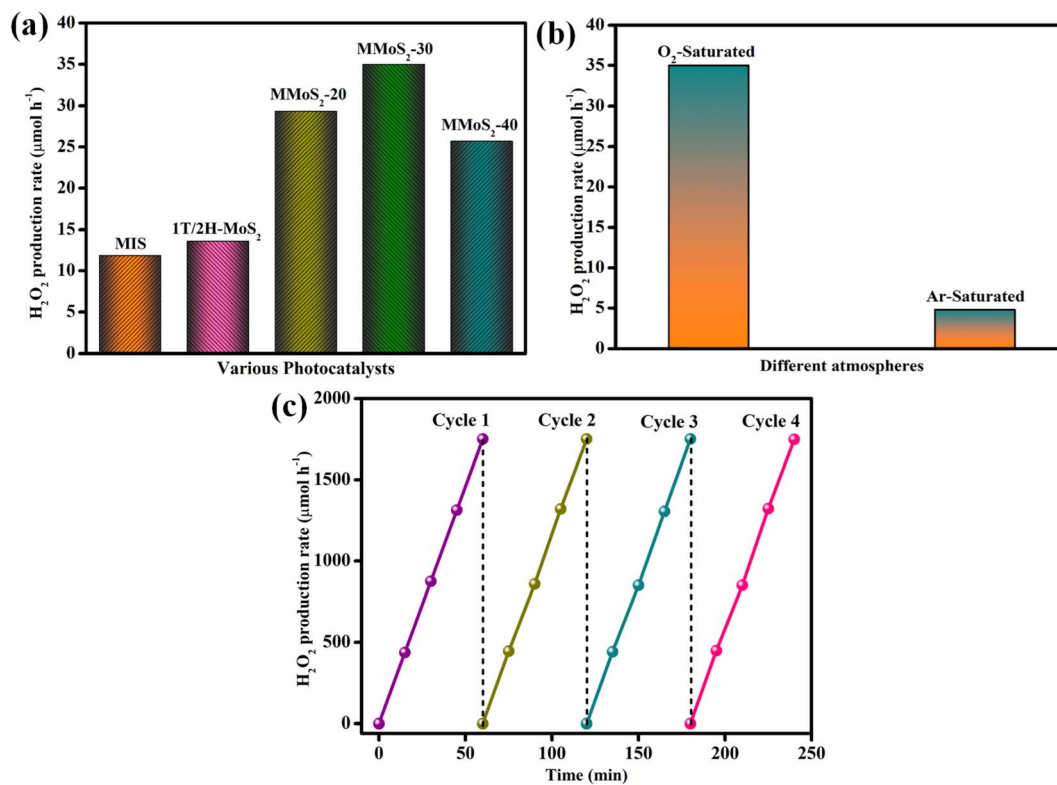 (a)
H₂O₂ production rate (μmol h⁻¹)
40
35
30
25
20
15
10
5
0
MIS
1T/2H-MoS₂
MMoS₂-20
MMoS₂-30
MMoS₂-40
Various Photocatalysts
(b)
H₂O₂ production rate (μmol h⁻¹)
40
35
30
25
20
15
10
5
0
O₂-Saturated
Ar-Saturated
Different atmospheres
(c)
H₂O₂ production rate (μmol h⁻¹)
2000
1500
1000
500
0
Cycle 1
Cycle 2
Cycle 3
Cycle 4
0 50 100 150 200 250
Time (min)